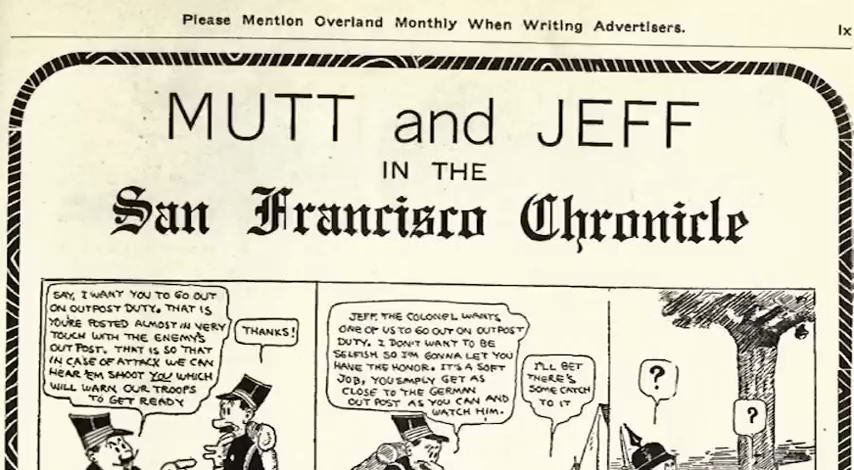 Please Mention Overland Monthly When Writing Advertisers.
lx
MUTT and JEFF
IN THE
San Francisco Chronicle
SAY, I WANT YOU TO GO OUT
ON OUTPOST DUTY. THAT IS
YOU'RE POSTED ALMOST IN VERY
TOUCH WITH THE ENEMY'S
OUT POST. THAT IS SO THAT
IN CASE OF ATTACK WE CAN
HEAR 'EM SHOOT YOU WHICH
WILL WARN OUR TROOPS
TO GET READY
THANKS!
JEFF, THE COLONEL WANTS
ONE OF US TO GO OUT ON OUTPOST
DUTY. I DON'T WANT TO BE
SELFISH SO I'M GONNA LET YOU
HAVE THE HONOR. IT'S A SOFT
JOB, YOU SIMPLY GET AS
CLOSE TO THE GERMAN
OUT POST AS YOU CAN AND
WATCH HIM.
I'LL BET
THERE'S
SOME CATCH
TO IT
?
?